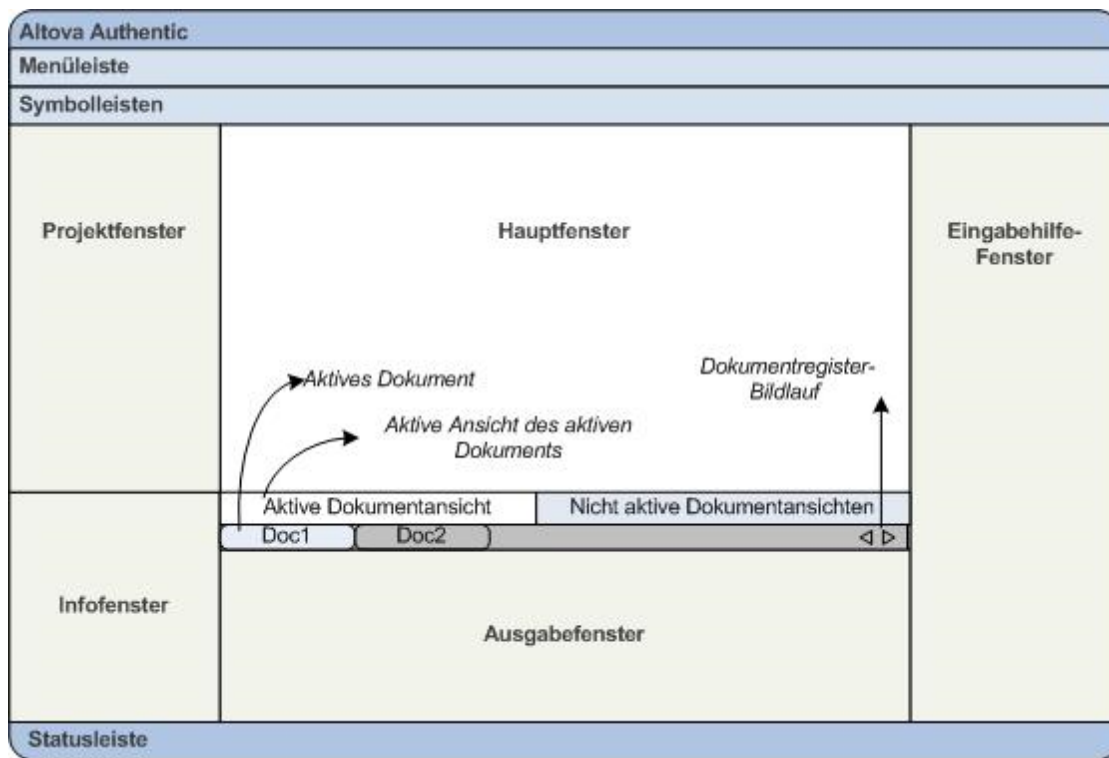 Altova Authentic
Menüleiste
Symbolleisten
Projektfenster
Hauptfenster
Eingabehilfe-
Fenster
Aktives Dokument
Dokumentregister-
Bildlauf
Aktive Ansicht des aktiven
Dokuments
Aktive Dokumentansicht
Nicht aktive Dokumentansichten
Doc1
Doc2
Infofenster
Ausgabefenster
Statusleiste